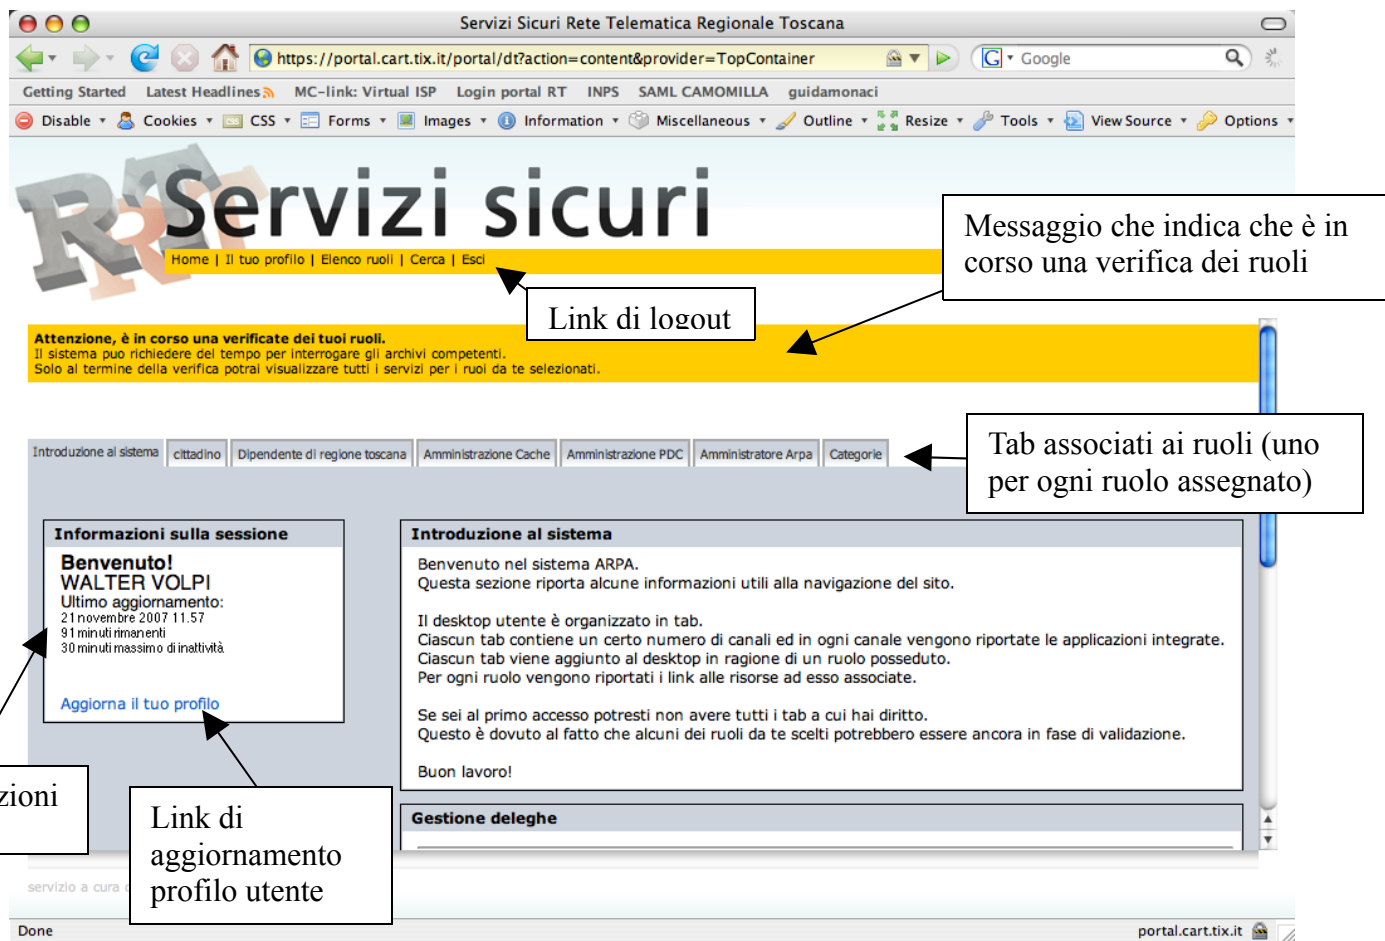 Servizi Sicuri Rete Telematica Regionale Toscana
https://portal.cart.tix.it/portal/dt?action=content&provider=TopContainer
G Google
Getting Started Latest Headlines MC-link: Virtual ISP Login portal RT INPS SAML CAMOMILLA guidamonaci
Disable Cookies CSS Forms Images Information Miscellaneous Outline Resize Tools View Source Options
RRT
Servizi sicuri
Home | Il tuo profilo | Elenco ruoli | Cerca | Esci
Messaggio che indica che è in
corso una verifica dei ruoli
Link di logout
Attenzione, è in corso una verificate dei tuoi ruoli.
Il sistema puo richiedere del tempo per interrogare gli archivi competenti.
Solo al termine della verifica potrai visualizzare tutti i servizi per i ruoi da te selezionati.
Introduzione al sistema cittadino Dipendente di regione toscana Amministrazione Cache Amministrazione PDC Amministratore Arpa Categorie
Tab associati ai ruoli (uno
per ogni ruolo assegnato)
Informazioni sulla sessione
Benvenuto!
WALTER VOLPI
Ultimo aggiornamento:
21 novembre 2007 11.57
91 minuti rimanenti
30 minuti massimo di inattività
Aggiorna il tuo profilo
Introduzione al sistema
Benvenuto nel sistema ARPA.
Questa sezione riporta alcune informazioni utili alla navigazione del sito.
Il desktop utente è organizzato in tab.
Ciascun tab contiene un certo numero di canali ed in ogni canale vengono riportate le applicazioni integrate.
Ciascun tab viene aggiunto al desktop in ragione di un ruolo posseduto.
Per ogni ruolo vengono riportati i link alle risorse ad esso associate.
Se sei al primo accesso potresti non avere tutti i tab a cui hai diritto.
Questo è dovuto al fatto che alcuni dei ruoli da te scelti potrebbero essere ancora in fase di validazione.
Buon lavoro!
Gestione deleghe
zioni
Link di
aggiornamento
profilo utente
servizio a cura
Done
portal.cart.tix.it